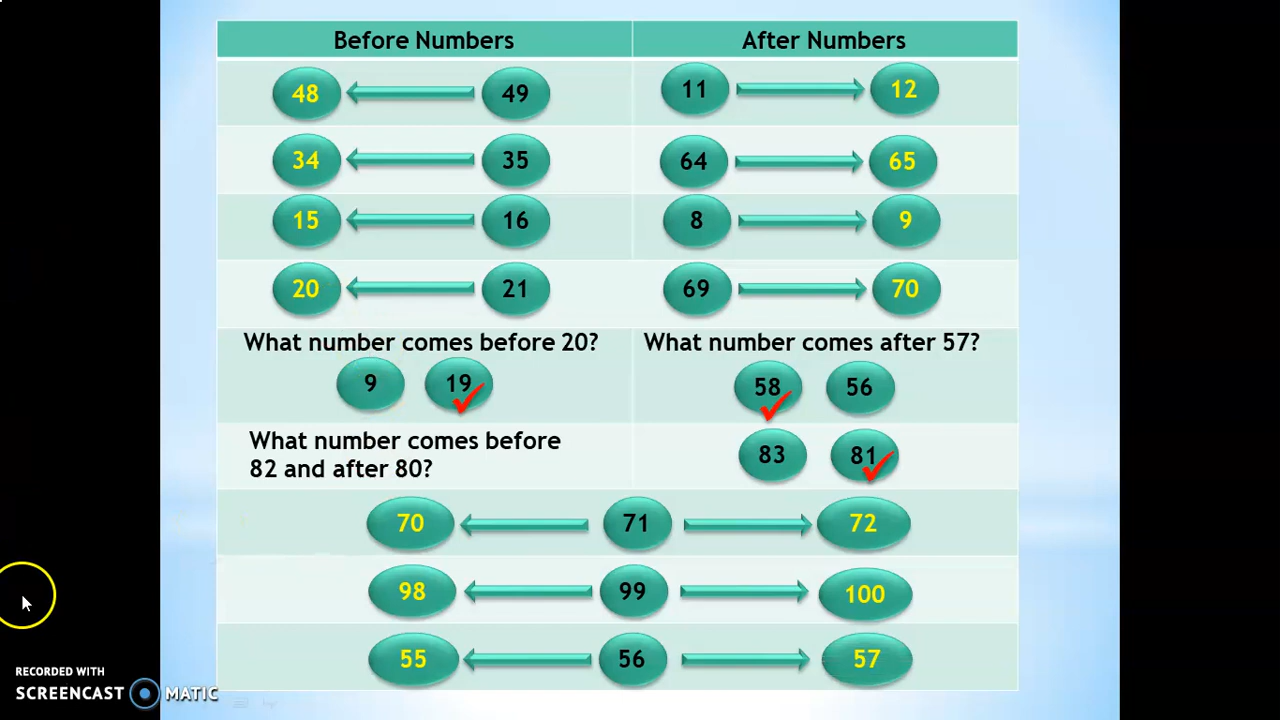 Before Numbers After Numbers
48 49 11 12
34 35 64 65
15 16 8 9
20 21 69 70
What number comes before 20? What number comes after 57?
9 19 58 56
What number comes before
82 and after 80?
83 81
70 71 72
98 99 100
55 56 57
RECORDED WITH
SCREENCAST MATIC